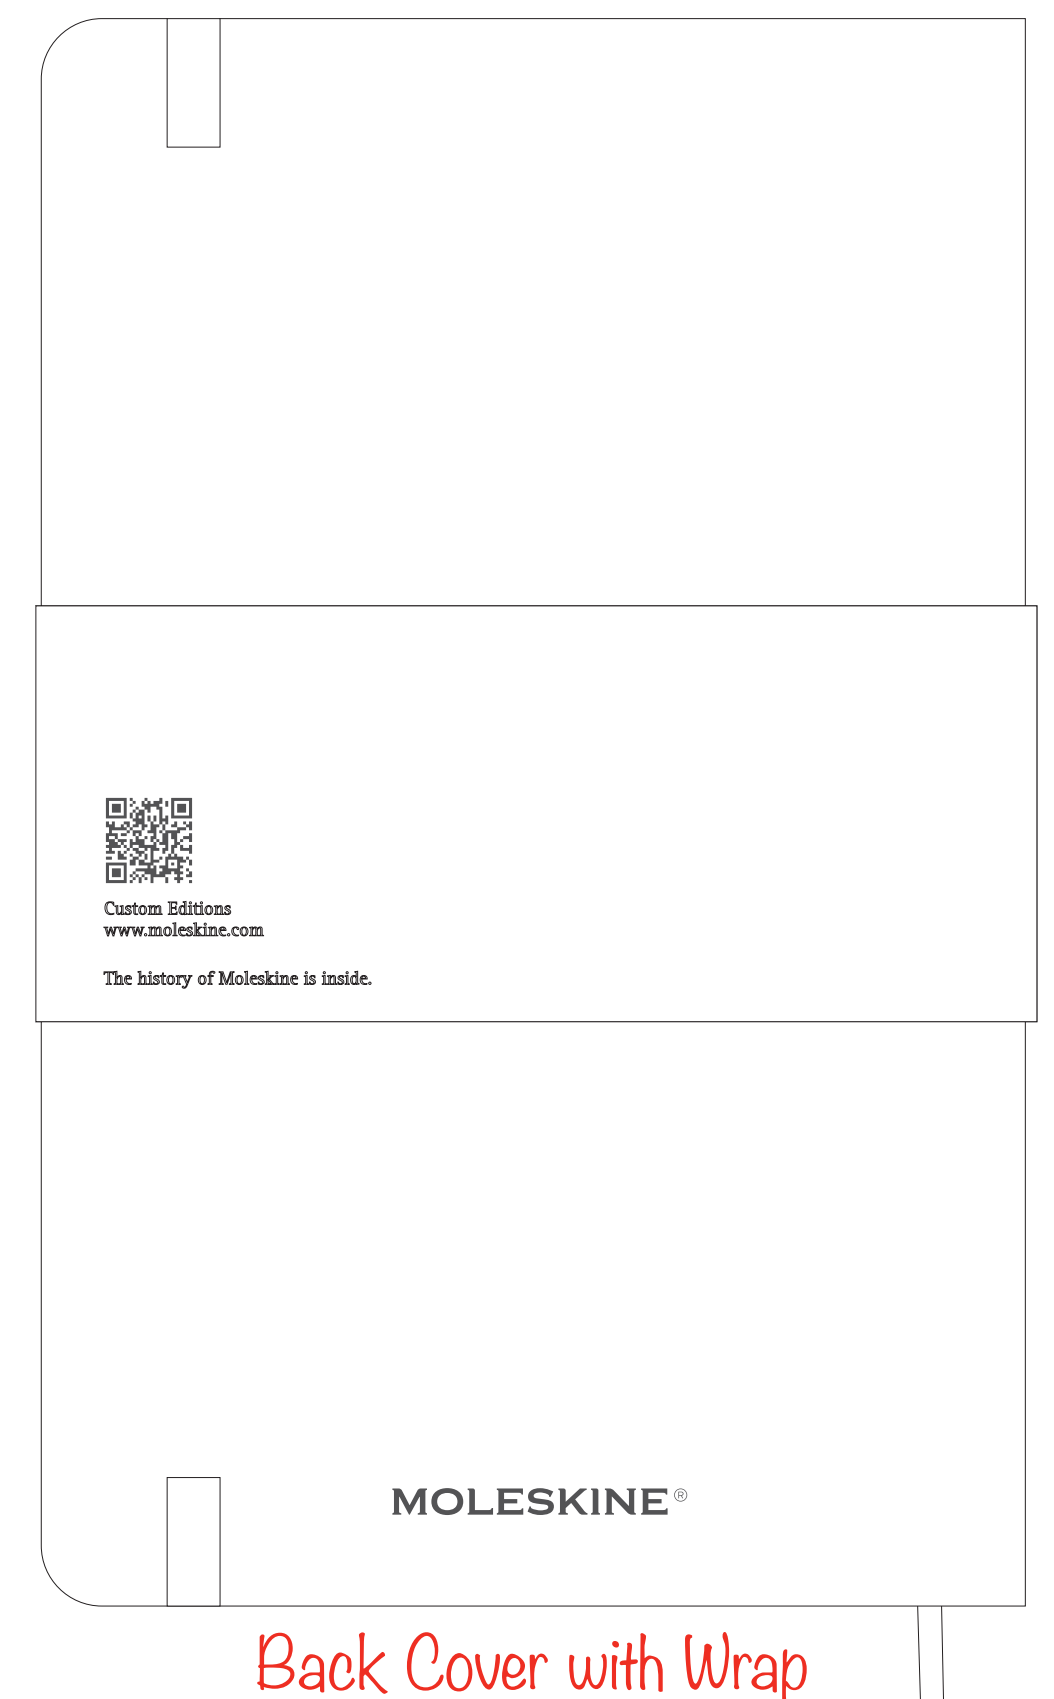 Custom Editions
www.moleskine.com
The history of Moleskine is inside.
MOLESKINE®
Back Cover with Wrap